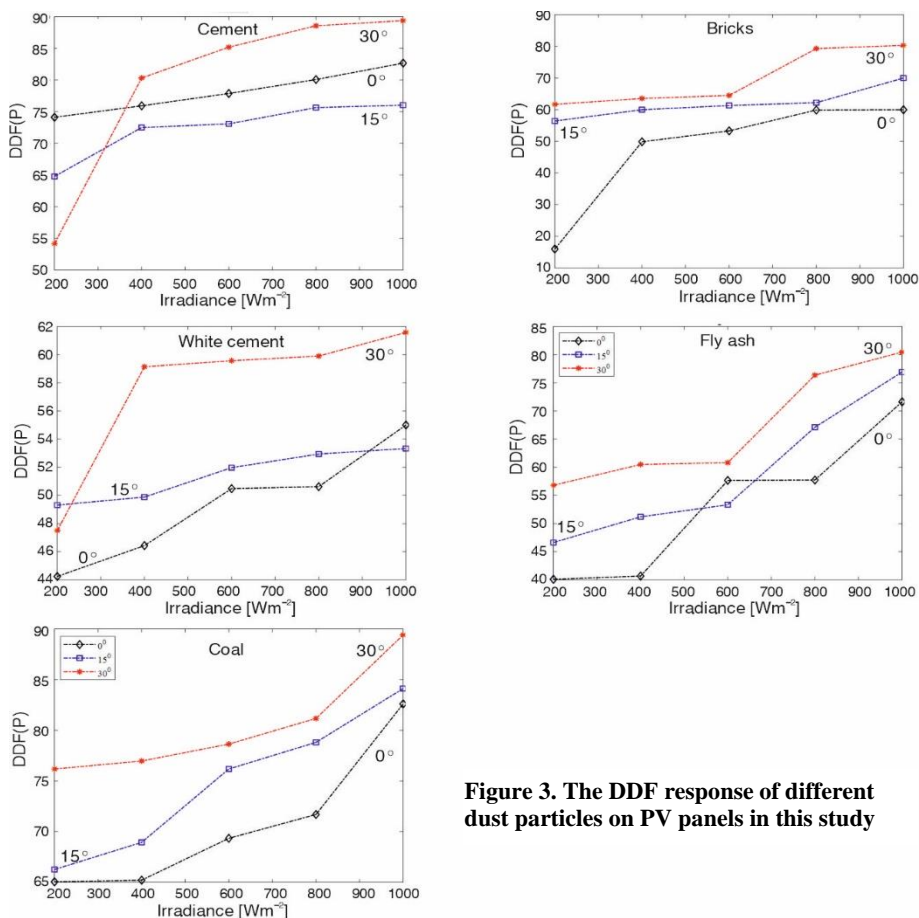 Cement
90
85
80
75
70
65
60
55
50
DDF(P)
30°
0°
15°
200 300 400 500 600 700 800 900 1000
Irradiance [Wm⁻²]
Bricks
90
80
70
60
50
40
30
20
10
DDF(P)
30°
15°
0°
200 300 400 500 600 700 800 900 1000
Irradiance [Wm⁻²]
White cement
62
60
58
56
54
52
50
48
46
44
DDF(P)
30°
15°
0°
200 300 400 500 600 700 800 900 1000
Irradiance [Wm⁻²]
Fly ash
85
80
75
70
65
60
55
50
45
40
DDF(P)
0⁰
15⁰
30⁰
30°
0°
15°
200 300 400 500 600 700 800 900 1000
Irradiance [Wm⁻²]
Coal
90
85
80
75
70
65
DDF(P)
0⁰
15⁰
30⁰
30°
0°
15°
200 300 400 500 600 700 800 900 1000
Irradiance [Wm⁻²]
Figure 3. The DDF response of different
dust particles on PV panels in this study